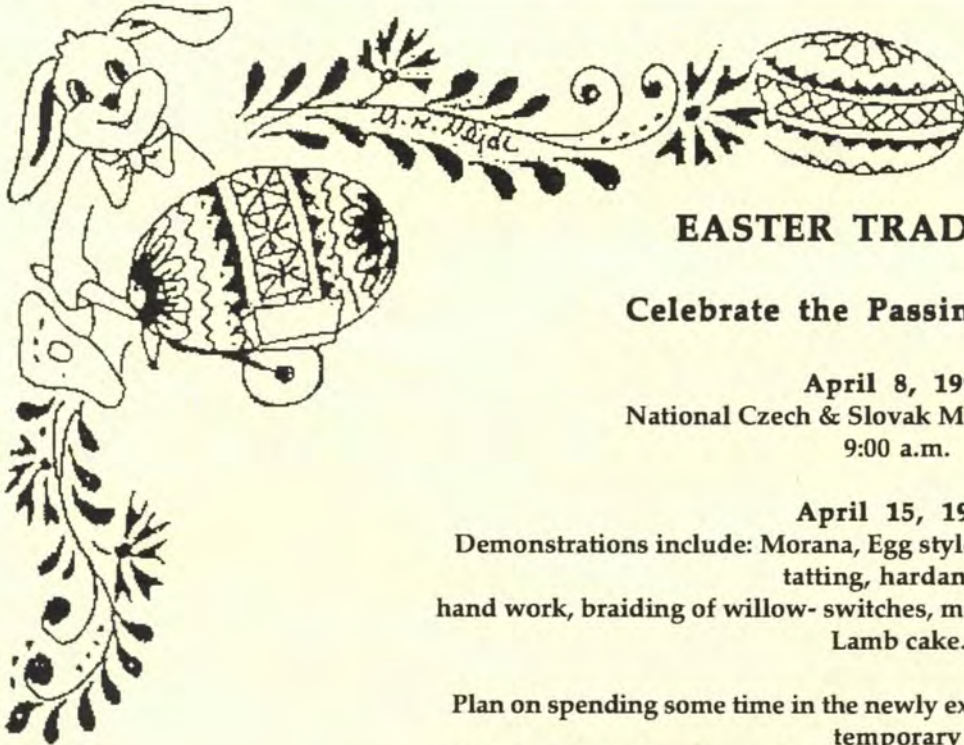 M. K. Najdc
EASTER TRAD
Celebrate the Passin
April 8, 19
National Czech & Slovak M
9:00 a.m.
April 15, 19
Demonstrations include: Morana, Egg styl
tatting, hardan
hand work, braiding of willow- switches, m
Lamb cake.
Plan on spending some time in the newly ex
temporary